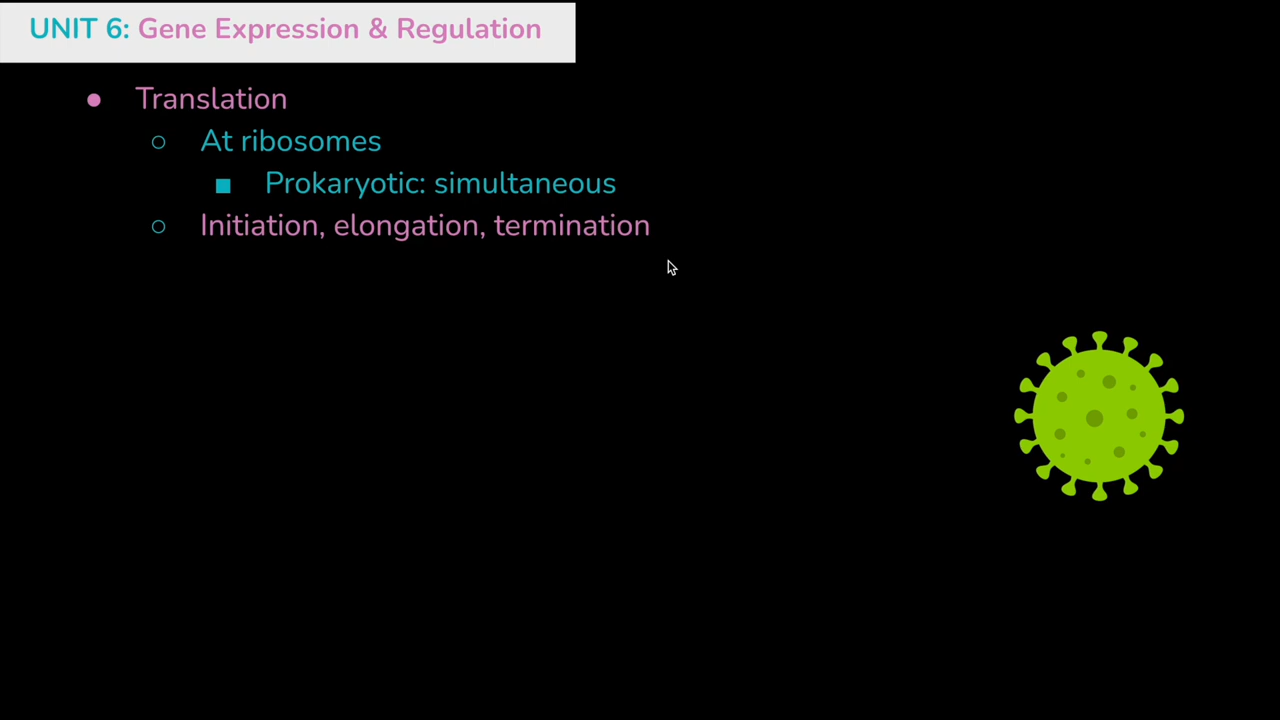 UNIT 6: Gene Expression & Regulation
● Translation
○ At ribosomes
■ Prokaryotic: simultaneous
○ Initiation, elongation, termination